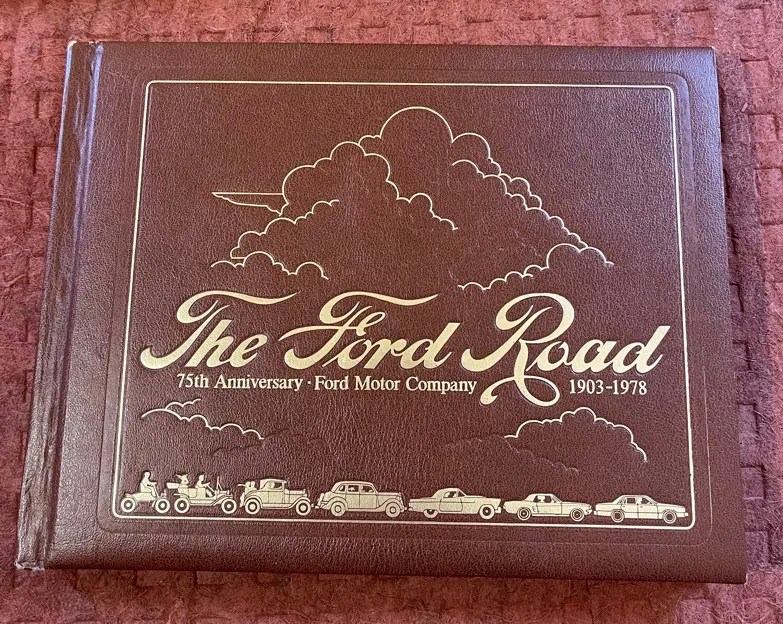 The Ford Road
75th Anniversary · Ford Motor Company 1903-1978